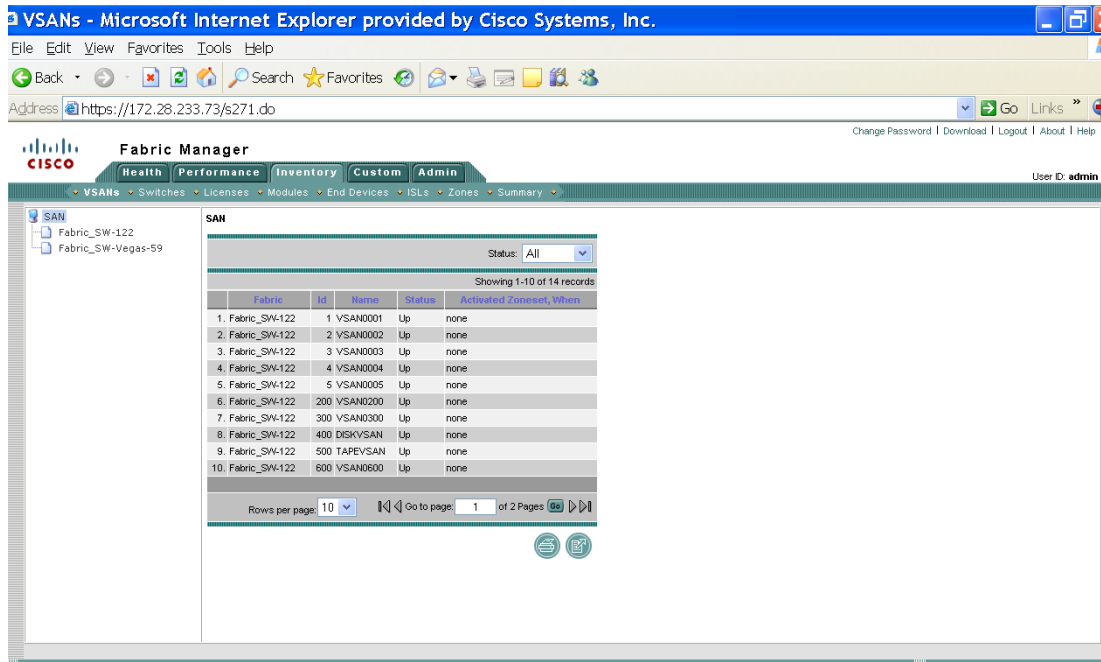 VSANs - Microsoft Internet Explorer provided by Cisco Systems, Inc.
File Edit View Favorites Tools Help
Back Search Favorites
Address https://172.28.233.73/s271.do Go Links »
Change Password | Download | Logout | About | Help
CISCO Fabric Manager
Health Performance Inventory Custom Admin
User ID: admin
VSANs Switches Licenses Modules End Devices ISLs Zones Summary
SAN
Fabric_SW-122
Fabric_SW-Vegas-59
SAN
Status: All
Showing 1-10 of 14 records
Fabric Id Name Status Activated Zoneset, When
1. Fabric_SW-122 1 VSAN0001 Up none
2. Fabric_SW-122 2 VSAN0002 Up none
3. Fabric_SW-122 3 VSAN0003 Up none
4. Fabric_SW-122 4 VSAN0004 Up none
5. Fabric_SW-122 5 VSAN0005 Up none
6. Fabric_SW-122 200 VSAN0200 Up none
7. Fabric_SW-122 300 VSAN0300 Up none
8. Fabric_SW-122 400 DISKVSAN Up none
9. Fabric_SW-122 500 TAPEVSAN Up none
10. Fabric_SW-122 600 VSAN0600 Up none
Rows per page: 10 Go to page: 1 of 2 Pages Go